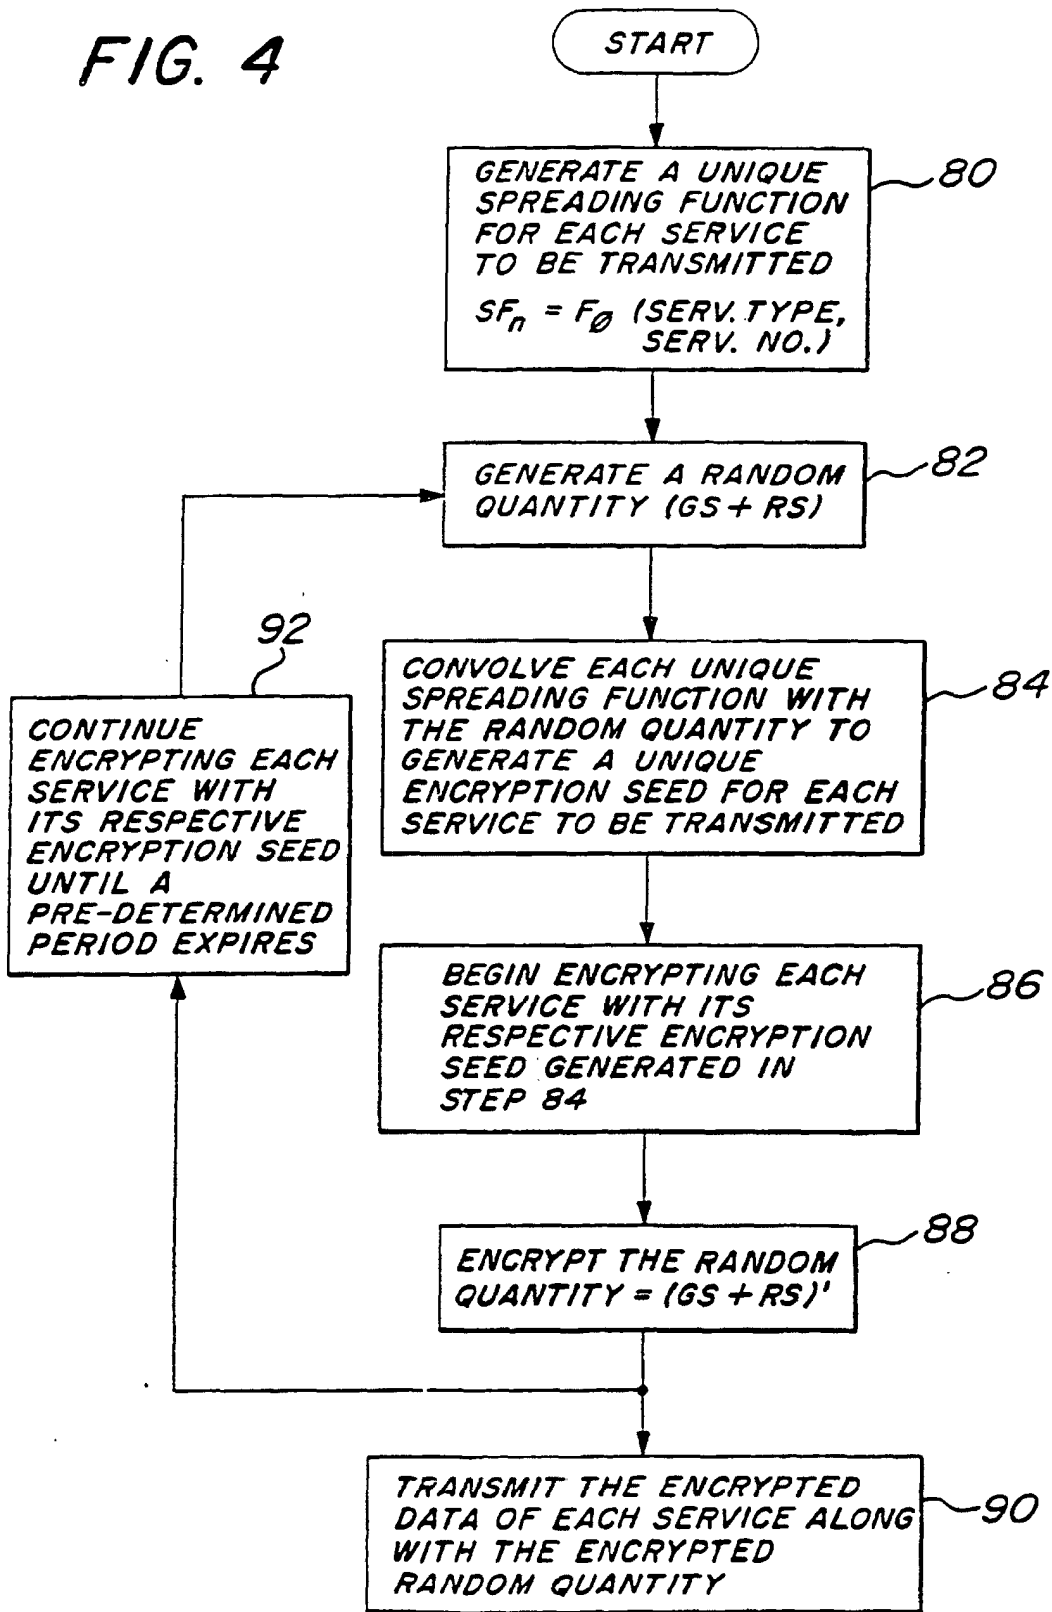 FIG. 4
START
GENERATE A UNIQUE
SPREADING FUNCTION
FOR EACH SERVICE
TO BE TRANSMITTED
SFn = FØ (SERV. TYPE,
SERV. NO.)
80
GENERATE A RANDOM
QUANTITY (GS + RS)
82
CONVOLVE EACH UNIQUE
SPREADING FUNCTION WITH
THE RANDOM QUANTITY TO
GENERATE A UNIQUE
ENCRYPTION SEED FOR EACH
SERVICE TO BE TRANSMITTED
84
92
CONTINUE
ENCRYPTING EACH
SERVICE WITH
ITS RESPECTIVE
ENCRYPTION SEED
UNTIL A
PRE-DETERMINED
PERIOD EXPIRES
BEGIN ENCRYPTING EACH
SERVICE WITH ITS
RESPECTIVE ENCRYPTION
SEED GENERATED IN
STEP 84
86
ENCRYPT THE RANDOM
QUANTITY = (GS + RS)'
88
TRANSMIT THE ENCRYPTED
DATA OF EACH SERVICE ALONG
WITH THE ENCRYPTED
RANDOM QUANTITY
90